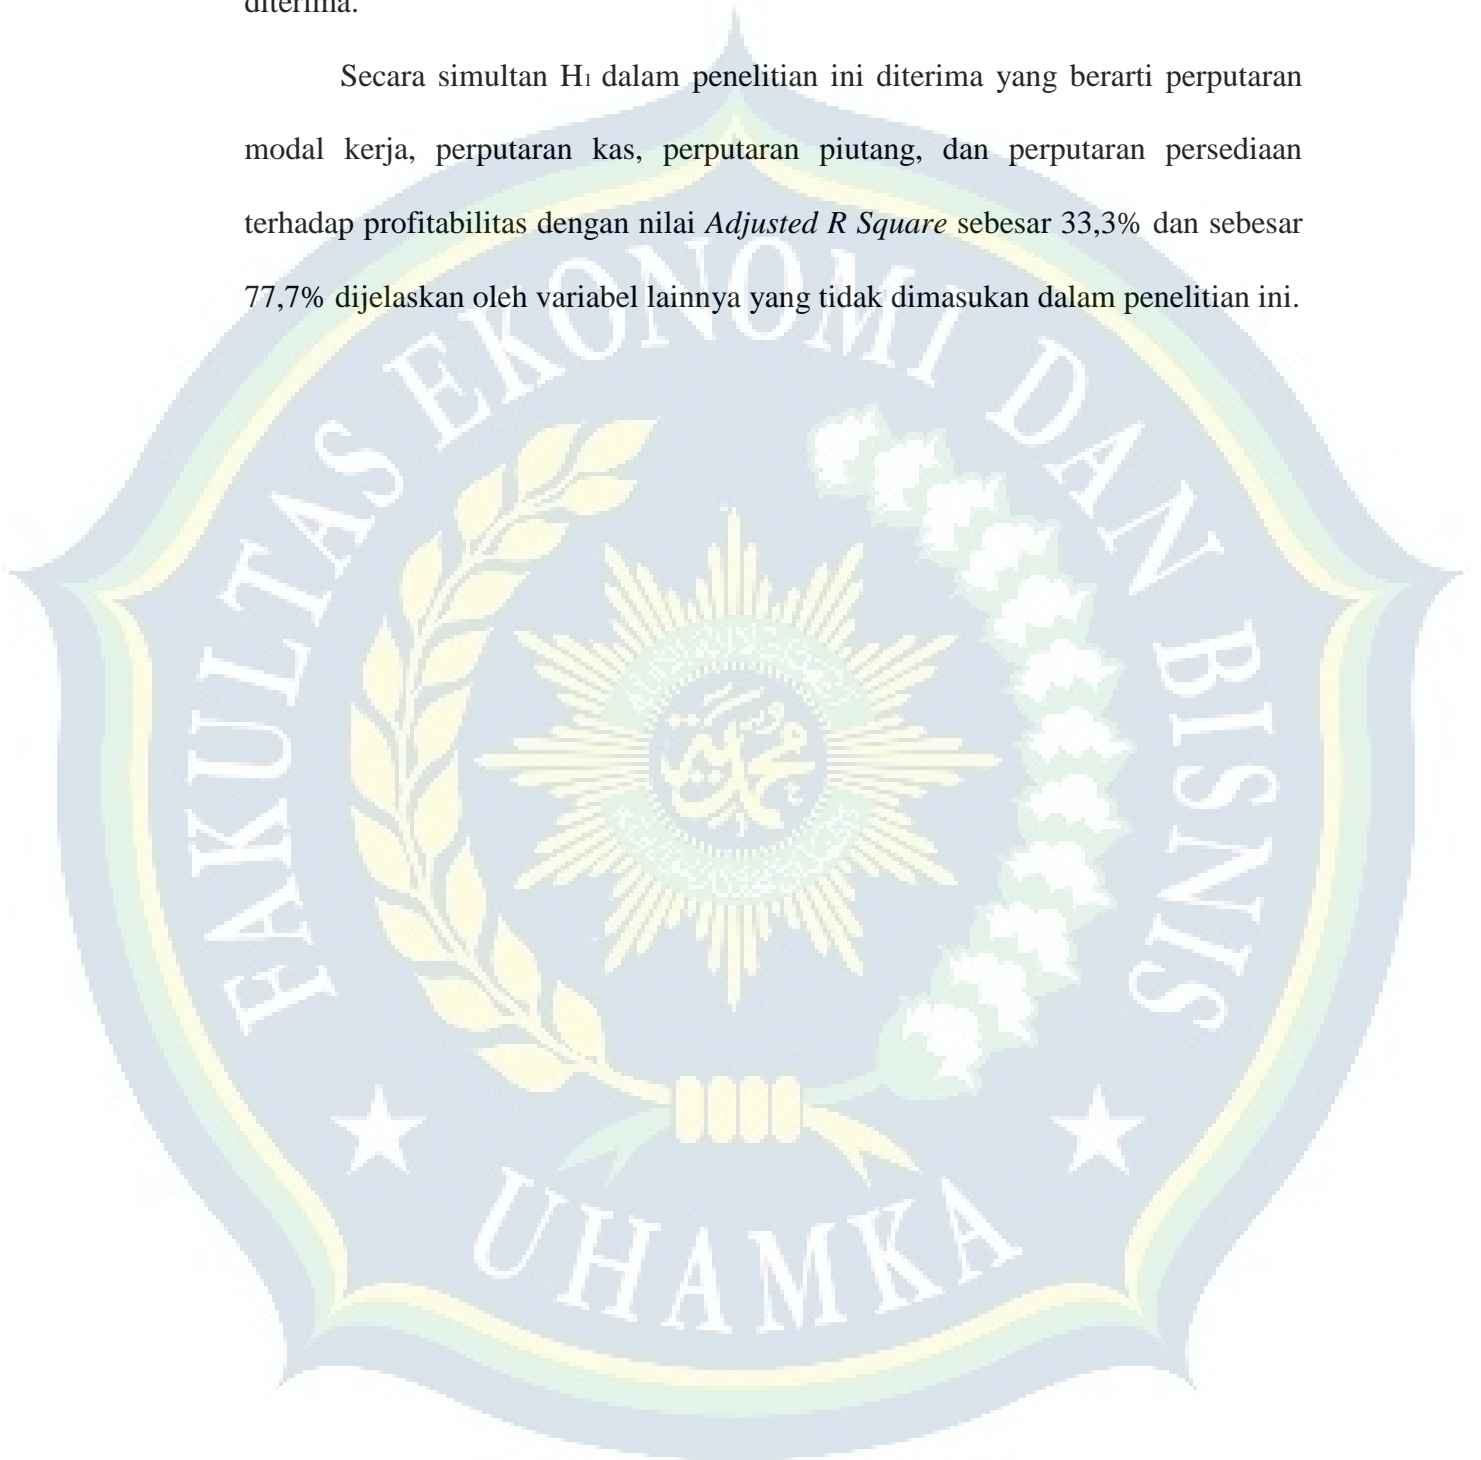 diterima.
Secara simultan H1 dalam penelitian ini diterima yang berarti perputaran
modal kerja, perputaran kas, perputaran piutang, dan perputaran persediaan
terhadap profitabilitas dengan nilai Adjusted R Square sebesar 33,3% dan sebesar
77,7% dijelaskan oleh variabel lainnya yang tidak dimasukan dalam penelitian ini.
FAKULTAS EKONOMI DAN BISNIS
UHAMKA